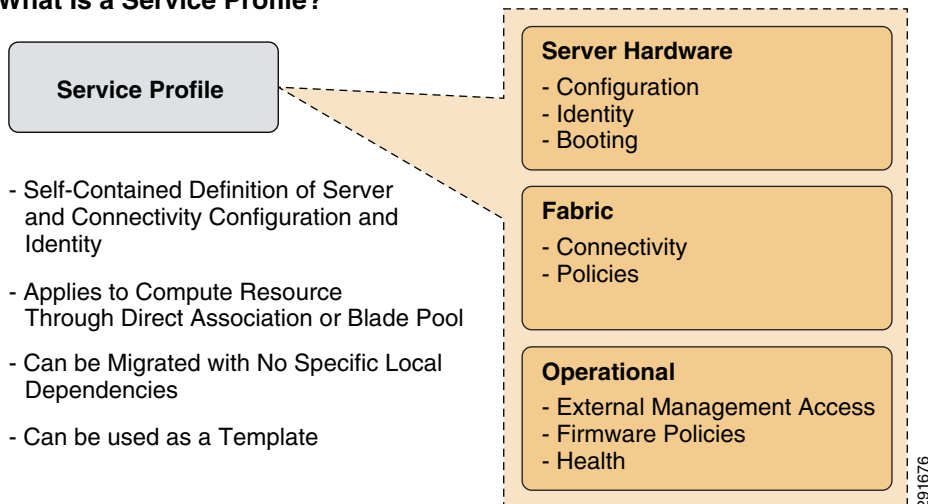 What is a Service Profile?
Service Profile
- Self-Contained Definition of Server
and Connectivity Configuration and
Identity
- Applies to Compute Resource
Through Direct Association or Blade Pool
- Can be Migrated with No Specific Local
Dependencies
- Can be used as a Template
Server Hardware
- Configuration
- Identity
- Booting
Fabric
- Connectivity
- Policies
Operational
- External Management Access
- Firmware Policies
- Health
291676